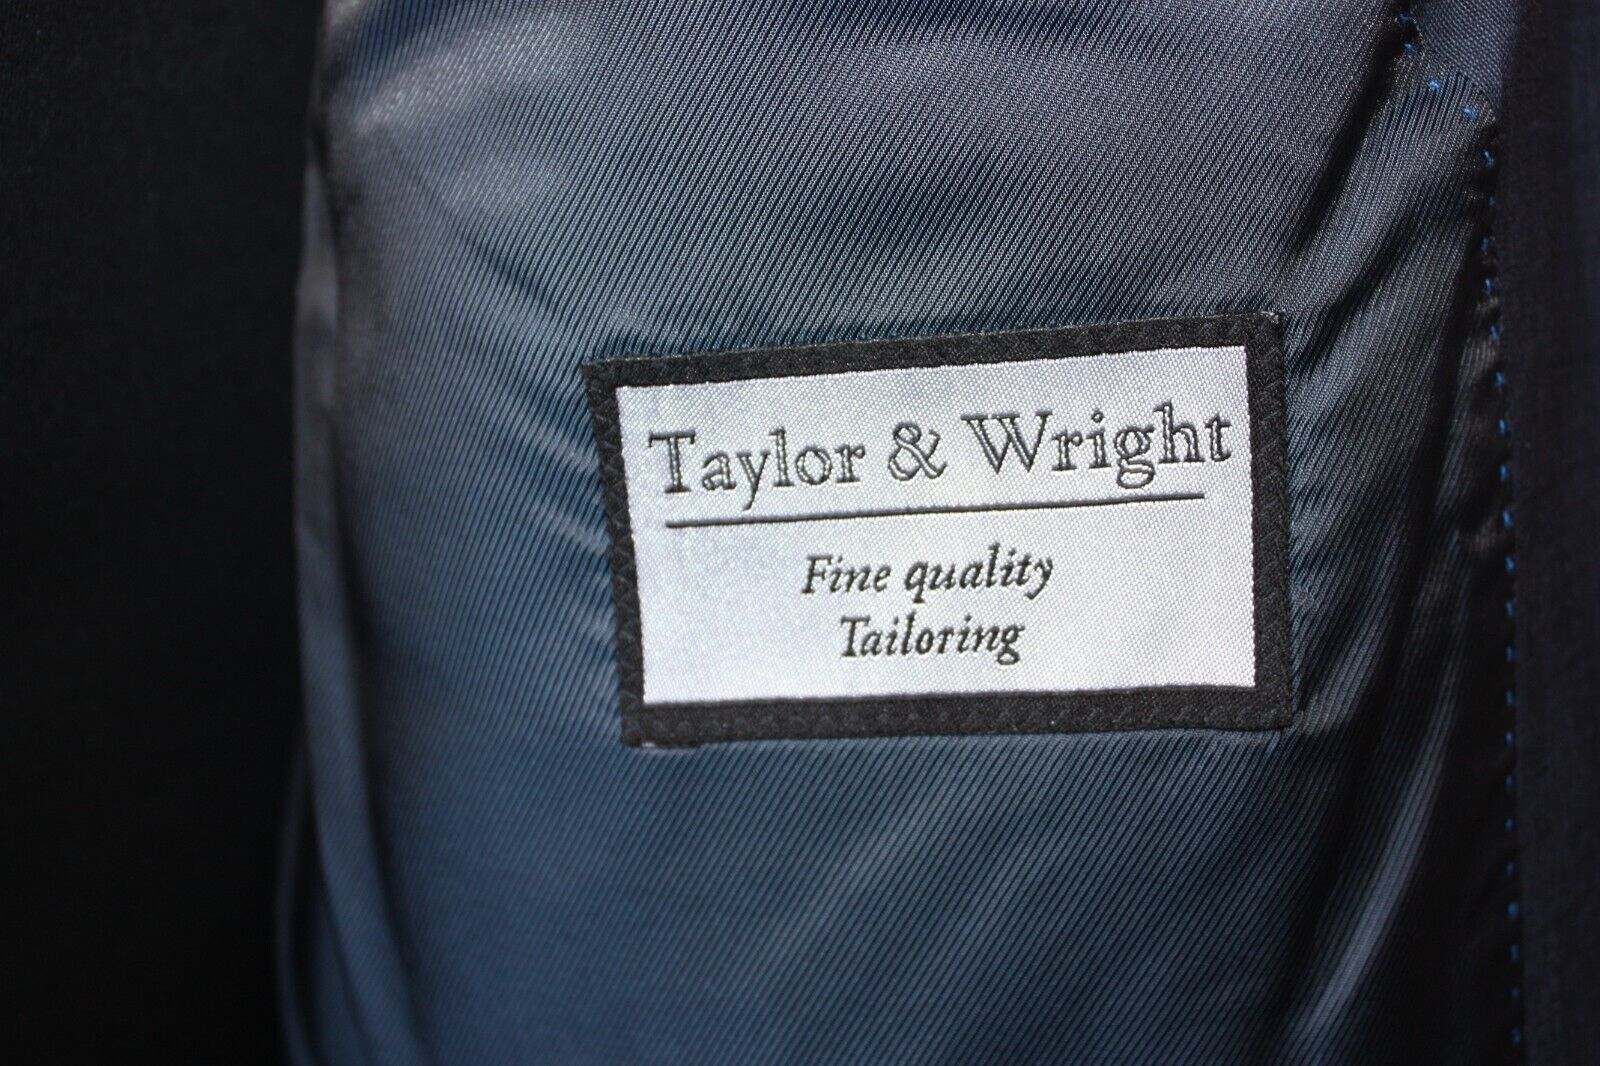 Taylor & Wright
Fine quality
Tailoring